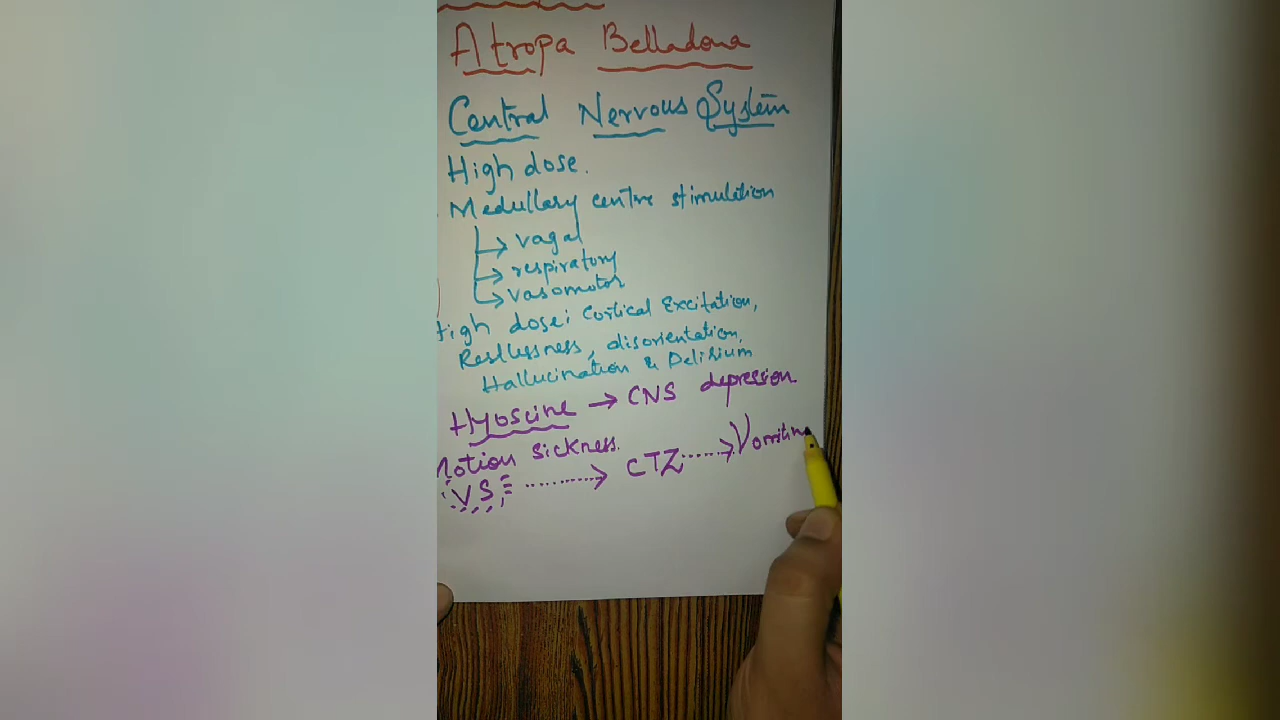 Atropa Belladona
Central Nervous System
High dose.
Medullary centre stimulation
→ vagal
→ respiratory
→ vasomotor
High dose: Cortical Excitation,
Restlessness, disorientation,
Hallucination & Delirium
Hyoscine → CNS depression
Motion sickness.
VS → CTZ → Vomitin